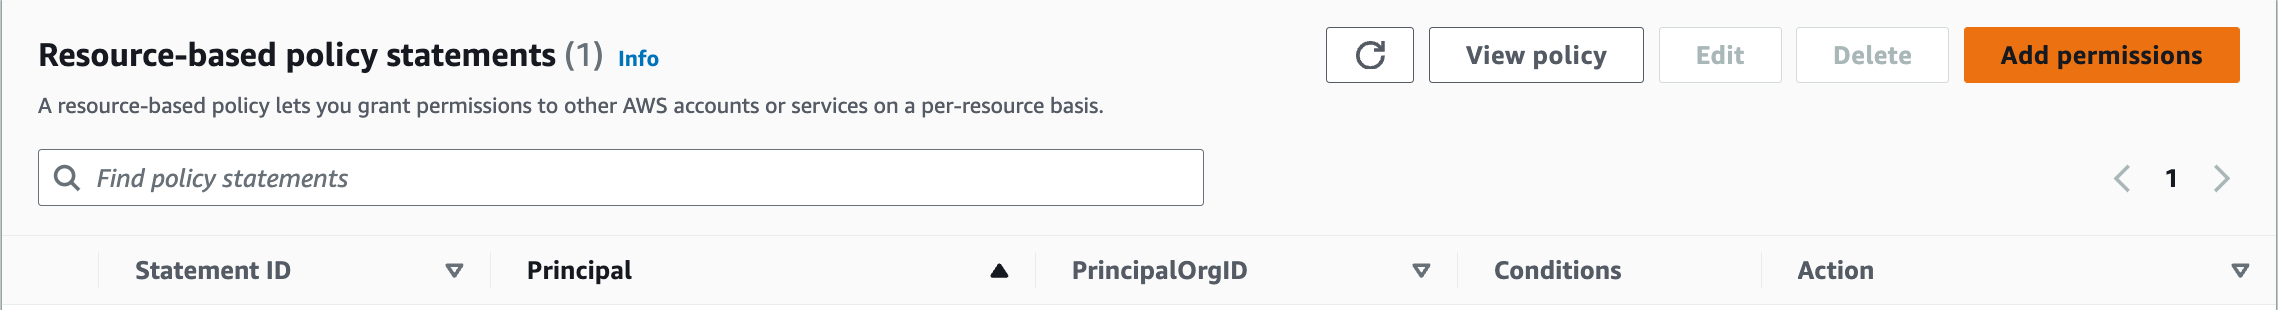 Resource-based policy statements (1) Info
View policy
Edit
Delete
Add permissions
A resource-based policy lets you grant permissions to other AWS accounts or services on a per-resource basis.
Find policy statements
1
Statement ID
Principal
PrincipalOrgID
Conditions
Action